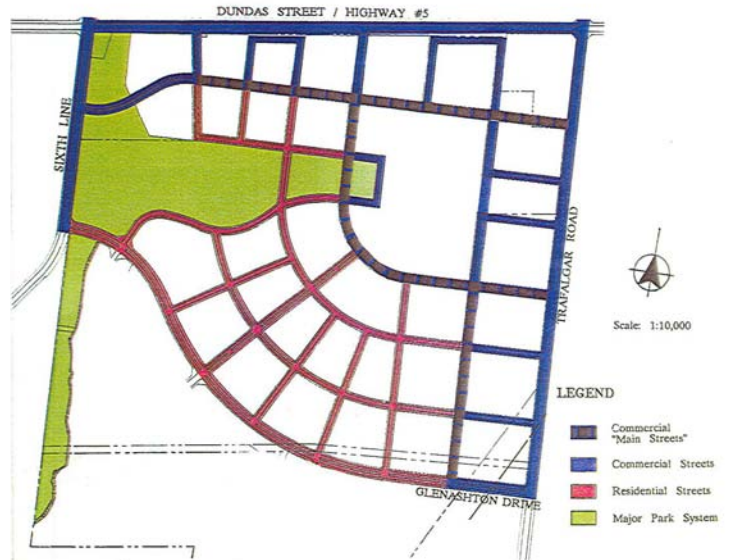 DUNDAS STREET / HIGHWAY #5
SIXTH LINE
TRAFALGAR ROAD
Scale: 1:10,000
LEGEND
Commercial
"Main Streets"
Commercial Streets
Residential Streets
Major Park System
GLENASHTON DRIVE